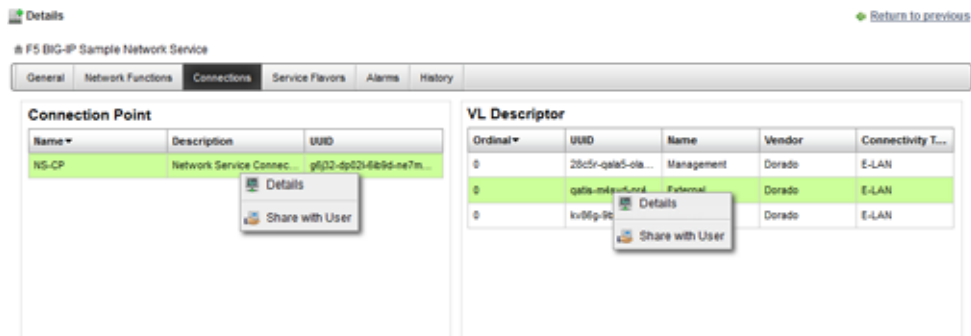 Details
Return to previous
F5 BIG-IP Sample Network Service
General Network Functions Connections Service Flavors Alarms History
Connection Point
Name Description UUID
NS-CP Network Service Connec...
Details
Share with User
VL Descriptor
Ordinal UUID Name Vendor Connectivity T...
0 Management Dorado E-LAN
0 External Dorado E-LAN
0 Dorado E-LAN
Details
Share with User